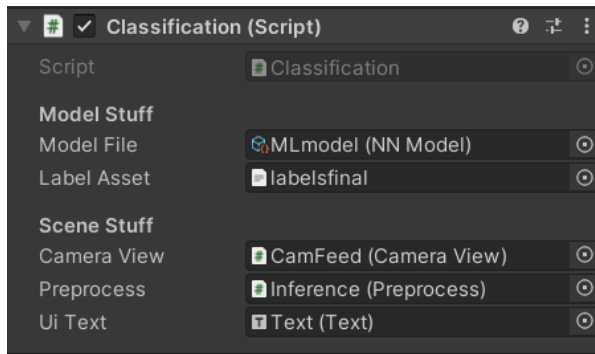 Classification (Script)
Script Classification
Model Stuff
Model File MLmodel (NN Model)
Label Asset labelsfinal
Scene Stuff
Camera View CamFeed (Camera View)
Preprocess Inference (Preprocess)
Ui Text Text (Text)